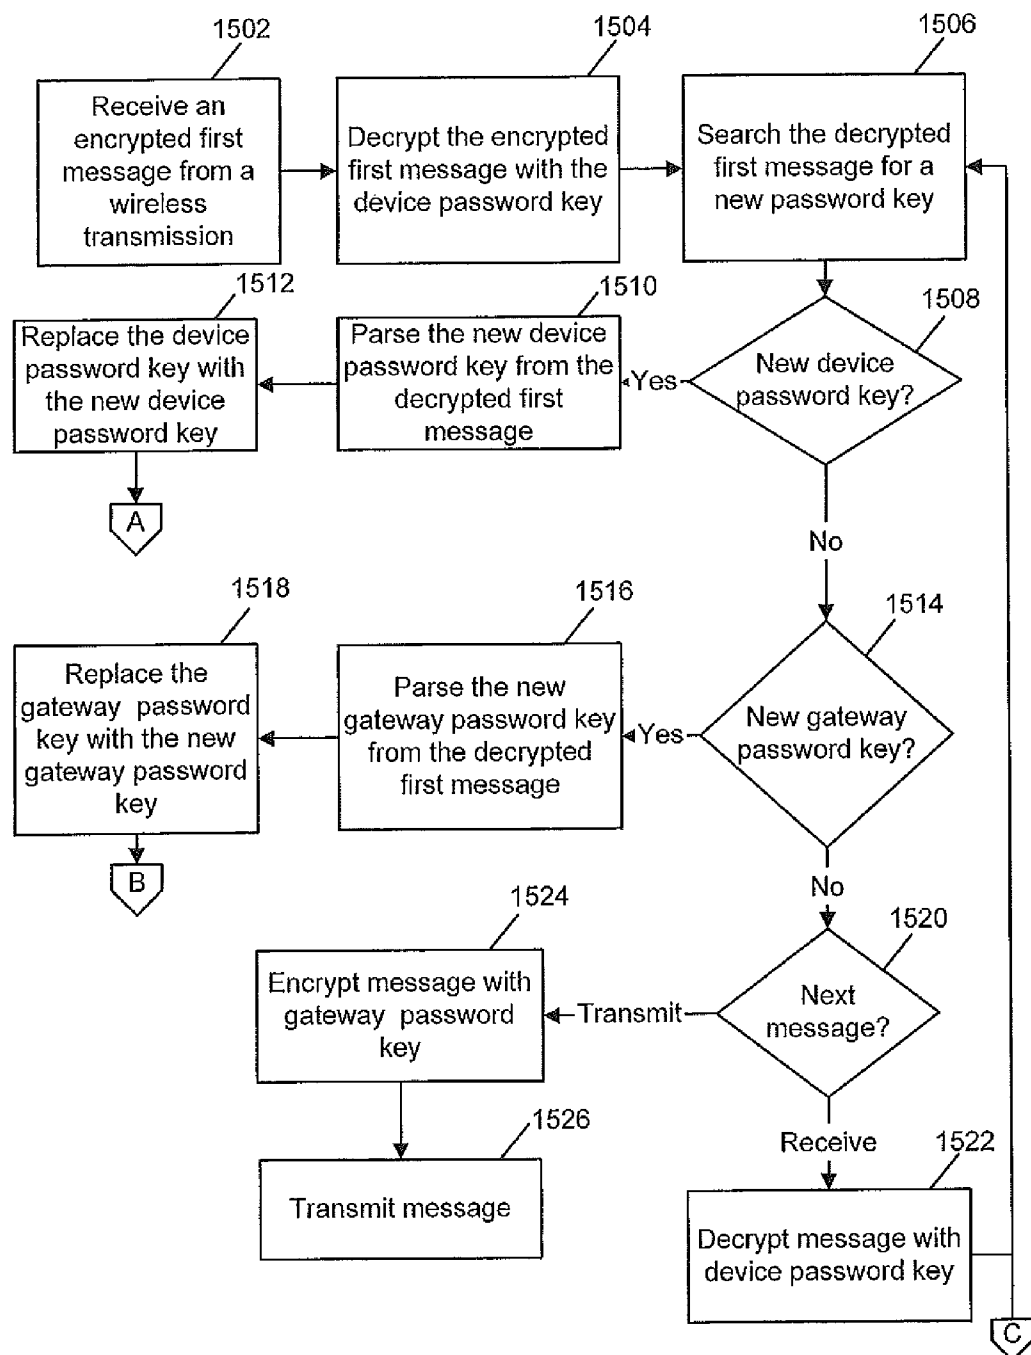 1502
Receive an
encrypted first
message from a
wireless
transmission
1504
Decrypt the encrypted
first message with the
device password key
1506
Search the decrypted
first message for a
new password key
1508
New device
password key?
Yes
1510
Parse the new device
password key from the
decrypted first
message
1512
Replace the device
password key with
the new device
password key
A
No
1514
New gateway
password key?
Yes
1516
Parse the new
gateway password key
from the decrypted
first message
1518
Replace the
gateway password
key with the new
gateway password
key
B
No
1520
Next
message?
Transmit
1524
Encrypt message with
gateway password
key
1526
Transmit message
Receive
1522
Decrypt message with
device password key
C